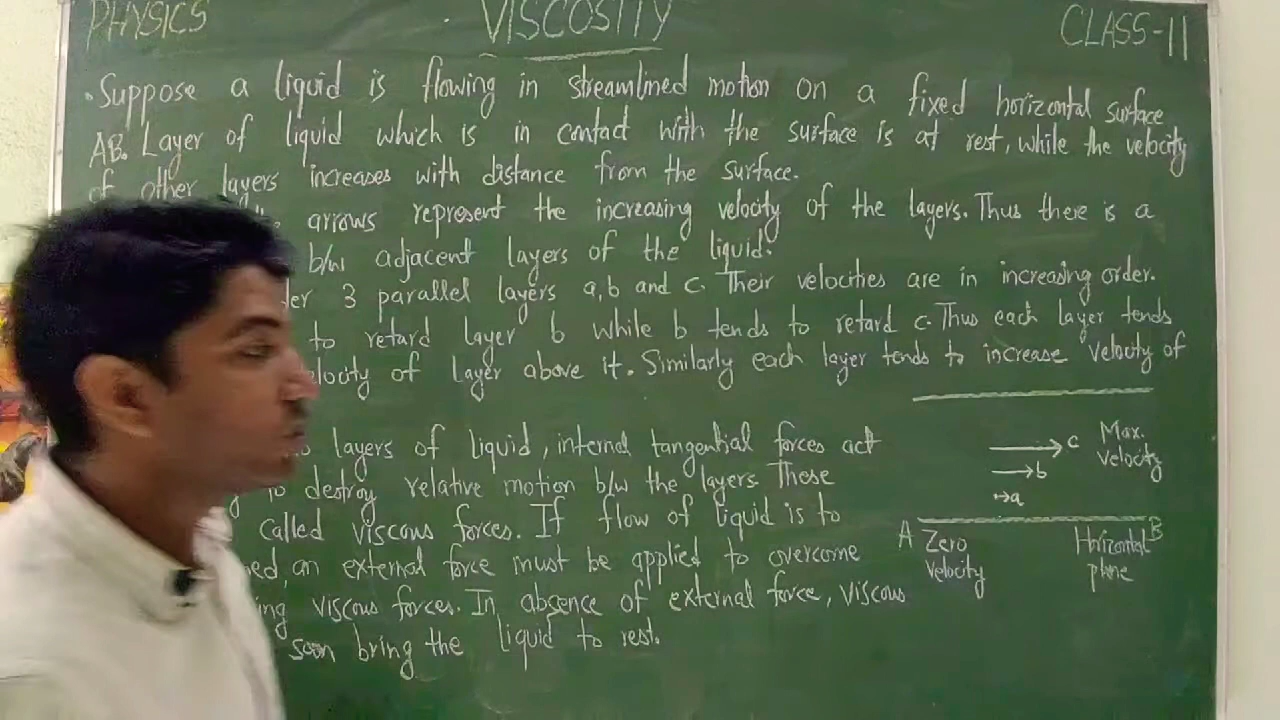 PHYSICS
VISCOSITY
CLASS-11
. Suppose a liquid is flowing in streamlined motion on a fixed horizontal surface
AB. Layer of liquid which is in contact with the surface is at rest, while the velocity
of other layers increases with distance from the surface.
arrows represent the increasing velocity of the layers. Thus there is a
b/w adjacent layers of the liquid.
3 parallel layers a, b and c. Their velocities are in increasing order.
to retard layer b while b tends to retard c. Thus each layer tends
of layer above it. Similarly each layer tends to increase velocity of
layers of liquid, internal tangential forces act
to destroy relative motion b/w the layers These
called viscous forces. If flow of liquid is to
an external force must be applied to overcome
viscous forces. In absence of external force, viscous
soon bring the liquid to rest.
c
Max.
Velocity
b
a
A
B
Zero
Velocity
Horizontal
plane